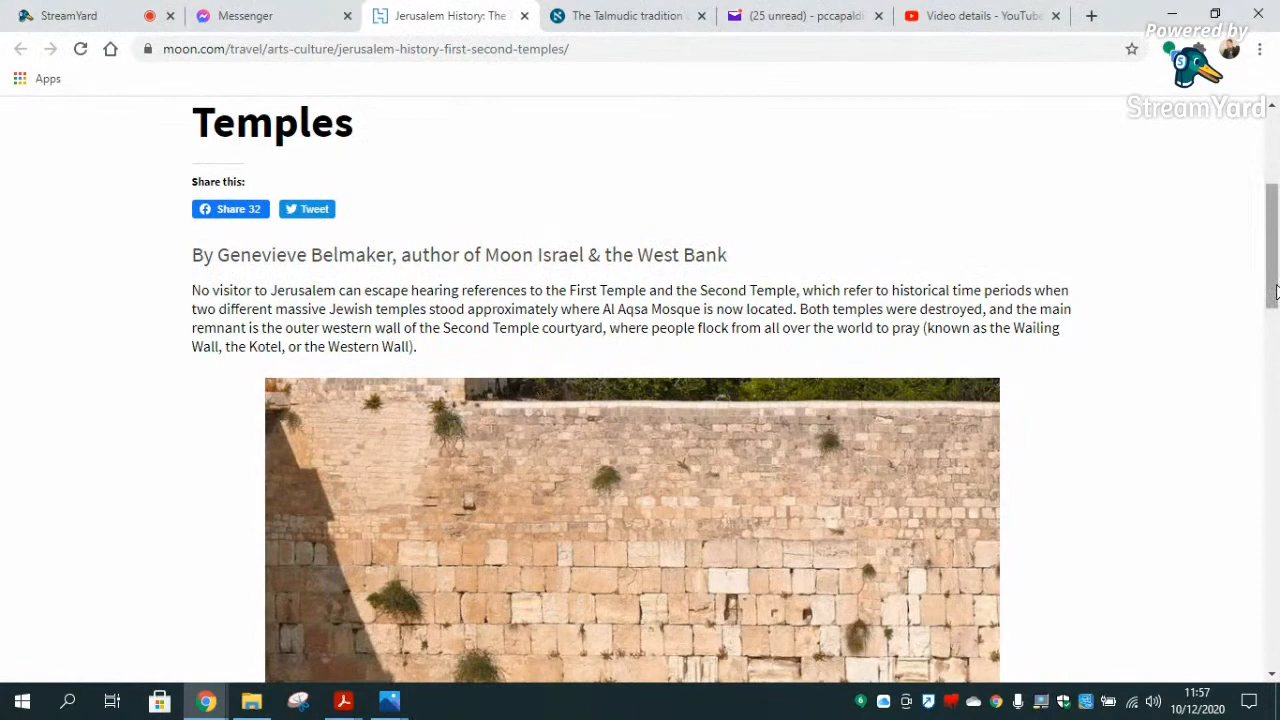 StreamYard
Messenger
Jerusalem History: The
The Talmudic tradition
(25 unread) - pccapaldi
Video details - YouTube
moon.com/travel/arts-culture/jerusalem-history-first-second-temples/
Powered by
StreamYard
Apps
Temples
Share this:
Share 32
Tweet
By Genevieve Belmaker, author of Moon Israel & the West Bank
No visitor to Jerusalem can escape hearing references to the First Temple and the Second Temple, which refer to historical time periods when
two different massive Jewish temples stood approximately where Al Aqsa Mosque is now located. Both temples were destroyed, and the main
remnant is the outer western wall of the Second Temple courtyard, where people flock from all over the world to pray (known as the Wailing
Wall, the Kotel, or the Western Wall).
11:57
10/12/2020